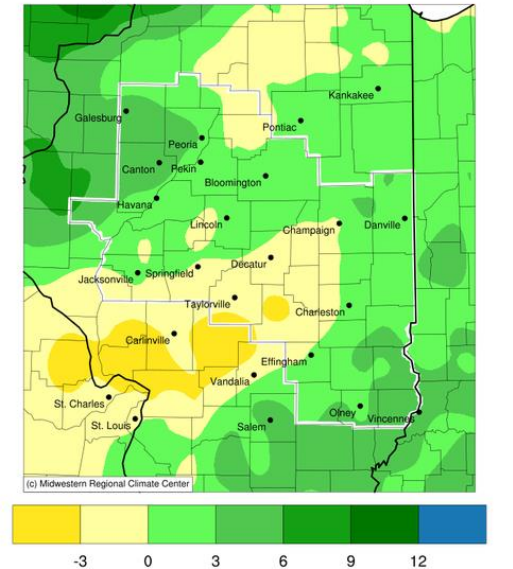 Kankakee
Galesburg
Pontiac
Peoria
Canton
Pekin
Bloomington
Havana
Lincoln
Champaign
Danville
Decatur
Springfield
Jacksonville
Taylorville
Charleston
Carlinville
Effingham
Vandalia
St. Charles
Olney
Vincennes
St. Louis
Salem
(c) Midwestern Regional Climate Center
-3 0 3 6 9 12